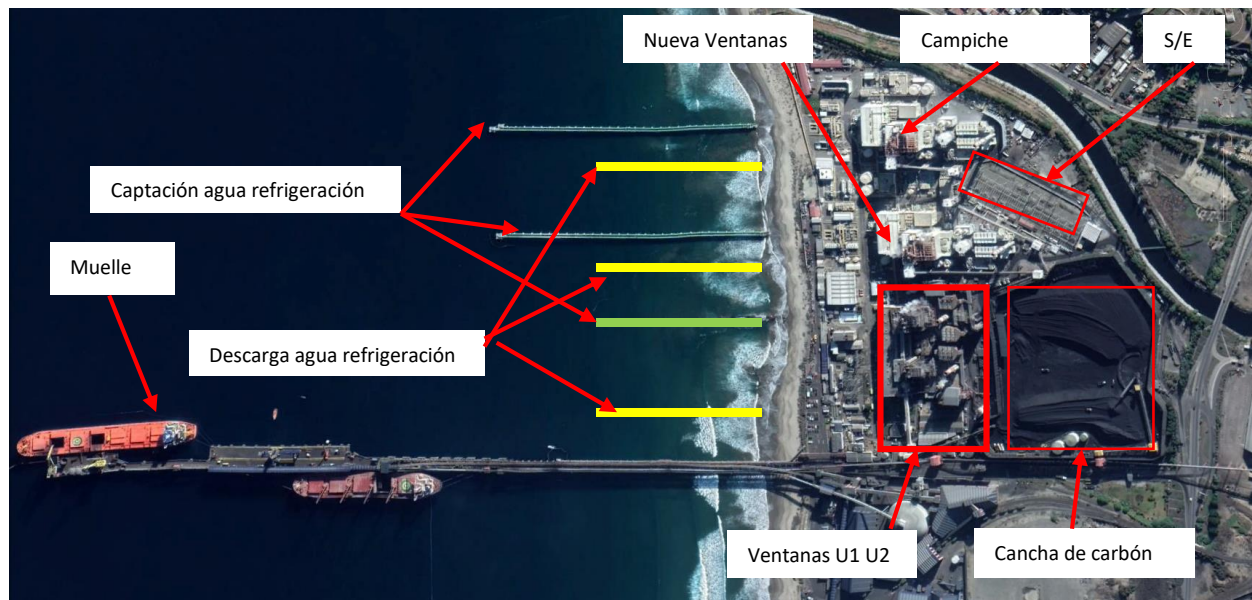 Nueva Ventanas
Campiche
S/E
Captación agua refrigeración
Muelle
Descarga agua refrigeración
Ventanas U1 U2
Cancha de carbón